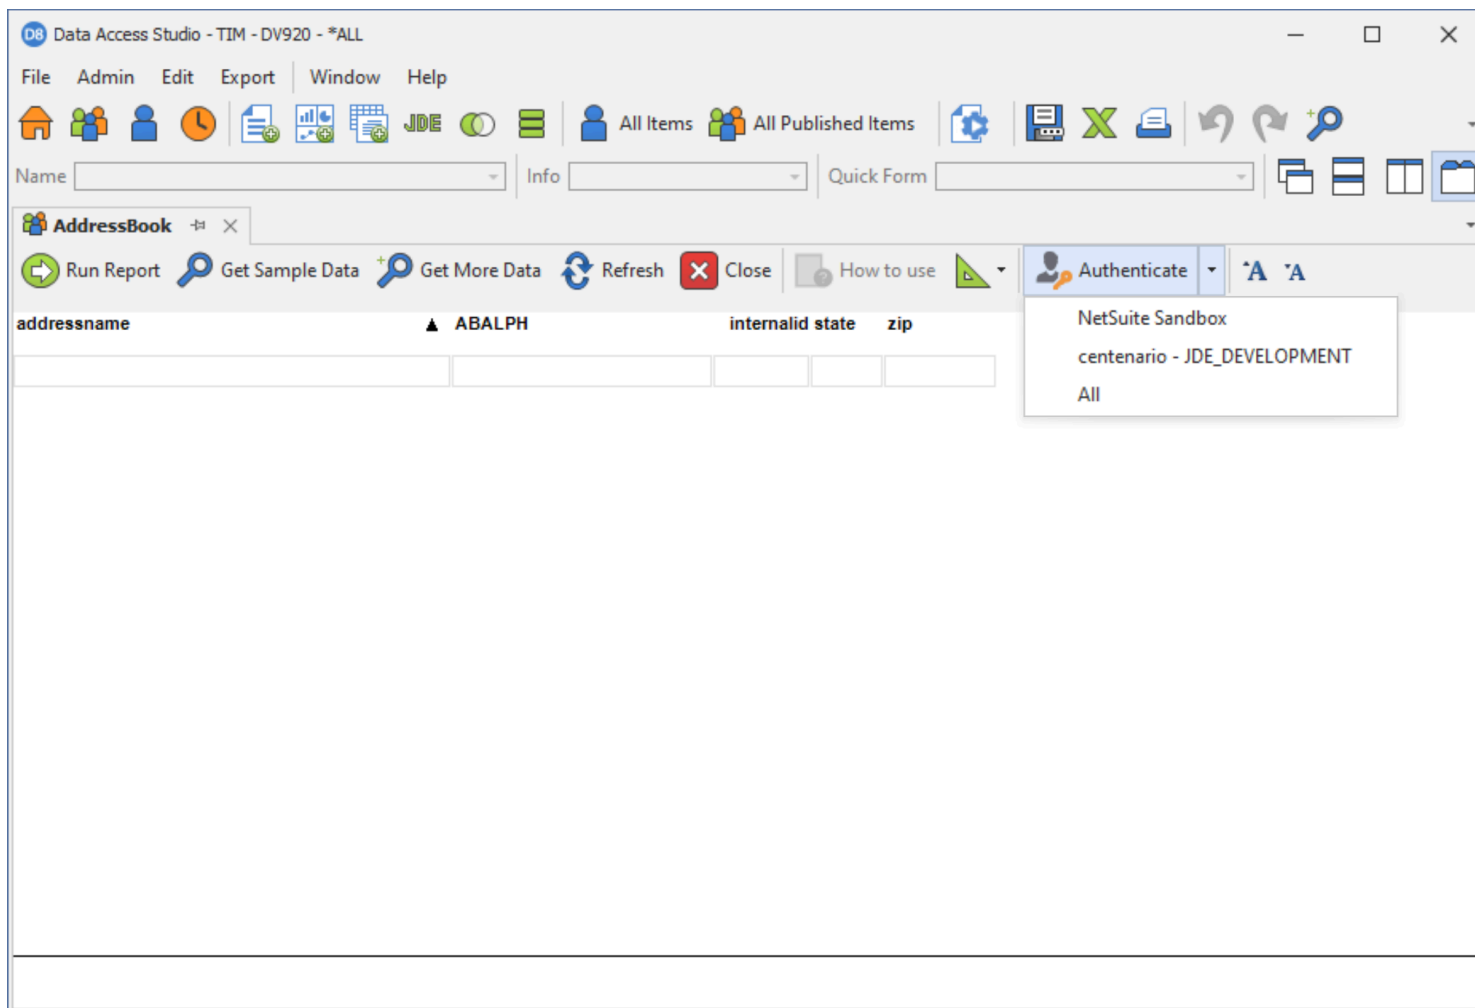 D8 Data Access Studio - TIM - DV920 - *ALL
File Admin Edit Export Window Help
JDE All Items All Published Items
Name Info Quick Form
AddressBook
Run Report Get Sample Data Get More Data Refresh Close How to use Authenticate A A
addressname ABALPH internalid state zip
NetSuite Sandbox
centenario - JDE_DEVELOPMENT
All